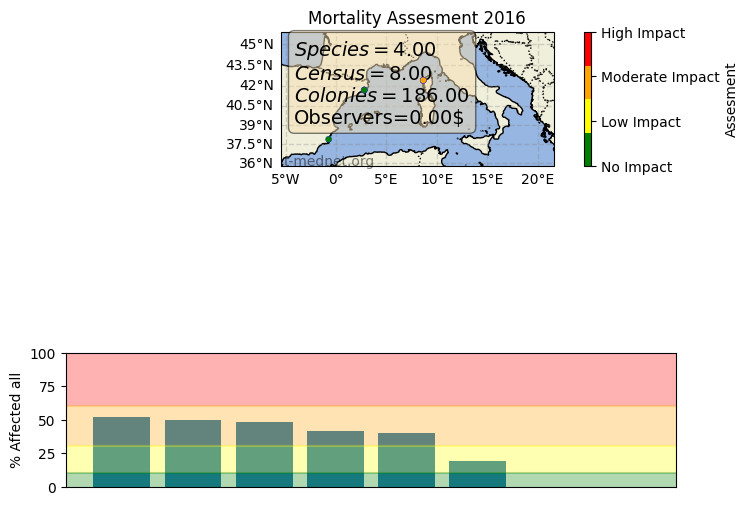 Mortality Assesment 2016
45°N
43.5°N
42°N
40.5°N
39°N
37.5°N
36°N
5°W 0° 5°E 10°E 15°E 20°E
Species=4.00
Census=8.00
Colonies=186.00
Observers=0.00$
t-mednet.org
High Impact
Moderate Impact
Low Impact
No Impact
Assesment
% Affected all
100
75
50
25
0